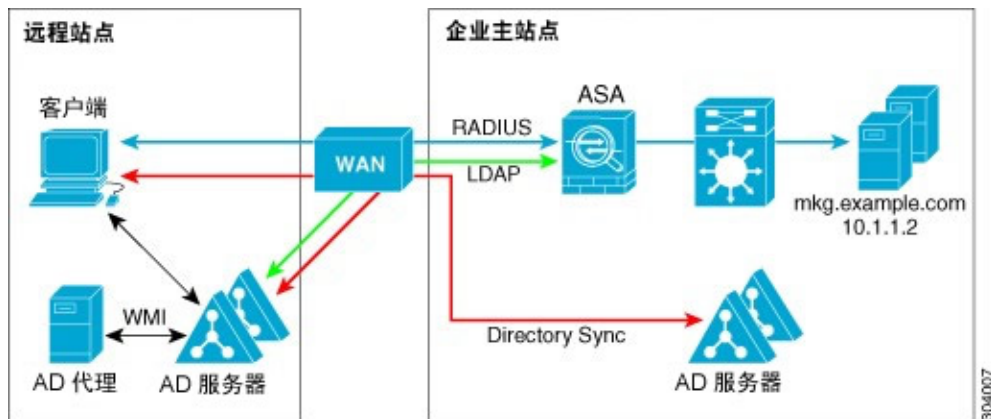 远程站点
企业主站点
客户端
ASA
RADIUS
WAN
LDAP
mkg.example.com
10.1.1.2
WMI
Directory Sync
AD 代理
AD 服务器
AD 服务器
304007